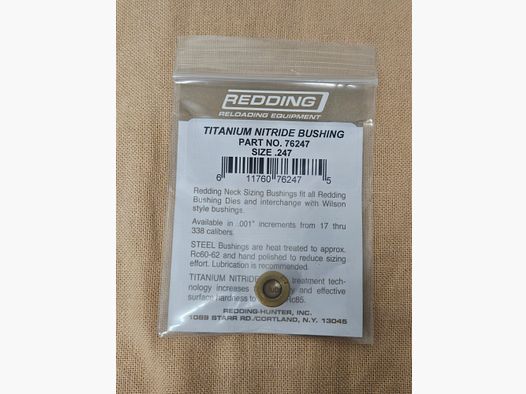 REDDING
RELOADING EQUIPMENT
TITANIUM NITRIDE BUSHING
PART NO. 76247
SIZE .247
6 11760 76247 5
Redding Neck Sizing Bushings fit all Redding
Bushing Dies and interchange with Wilson
style bushings.
Available in .001" increments from 17 thru
338 calibers.
STEEL Bushings are heat treated to approx.
Rc60-62 and hand polished to reduce sizing
effort. Lubrication is recommended.
TITANIUM NITRIDE treatment tech-
nology increases and effective
surface hardness to Rc85.
REDDING-HUNTER, INC.
1089 STARR RD./CORTLAND, N.Y. 13045